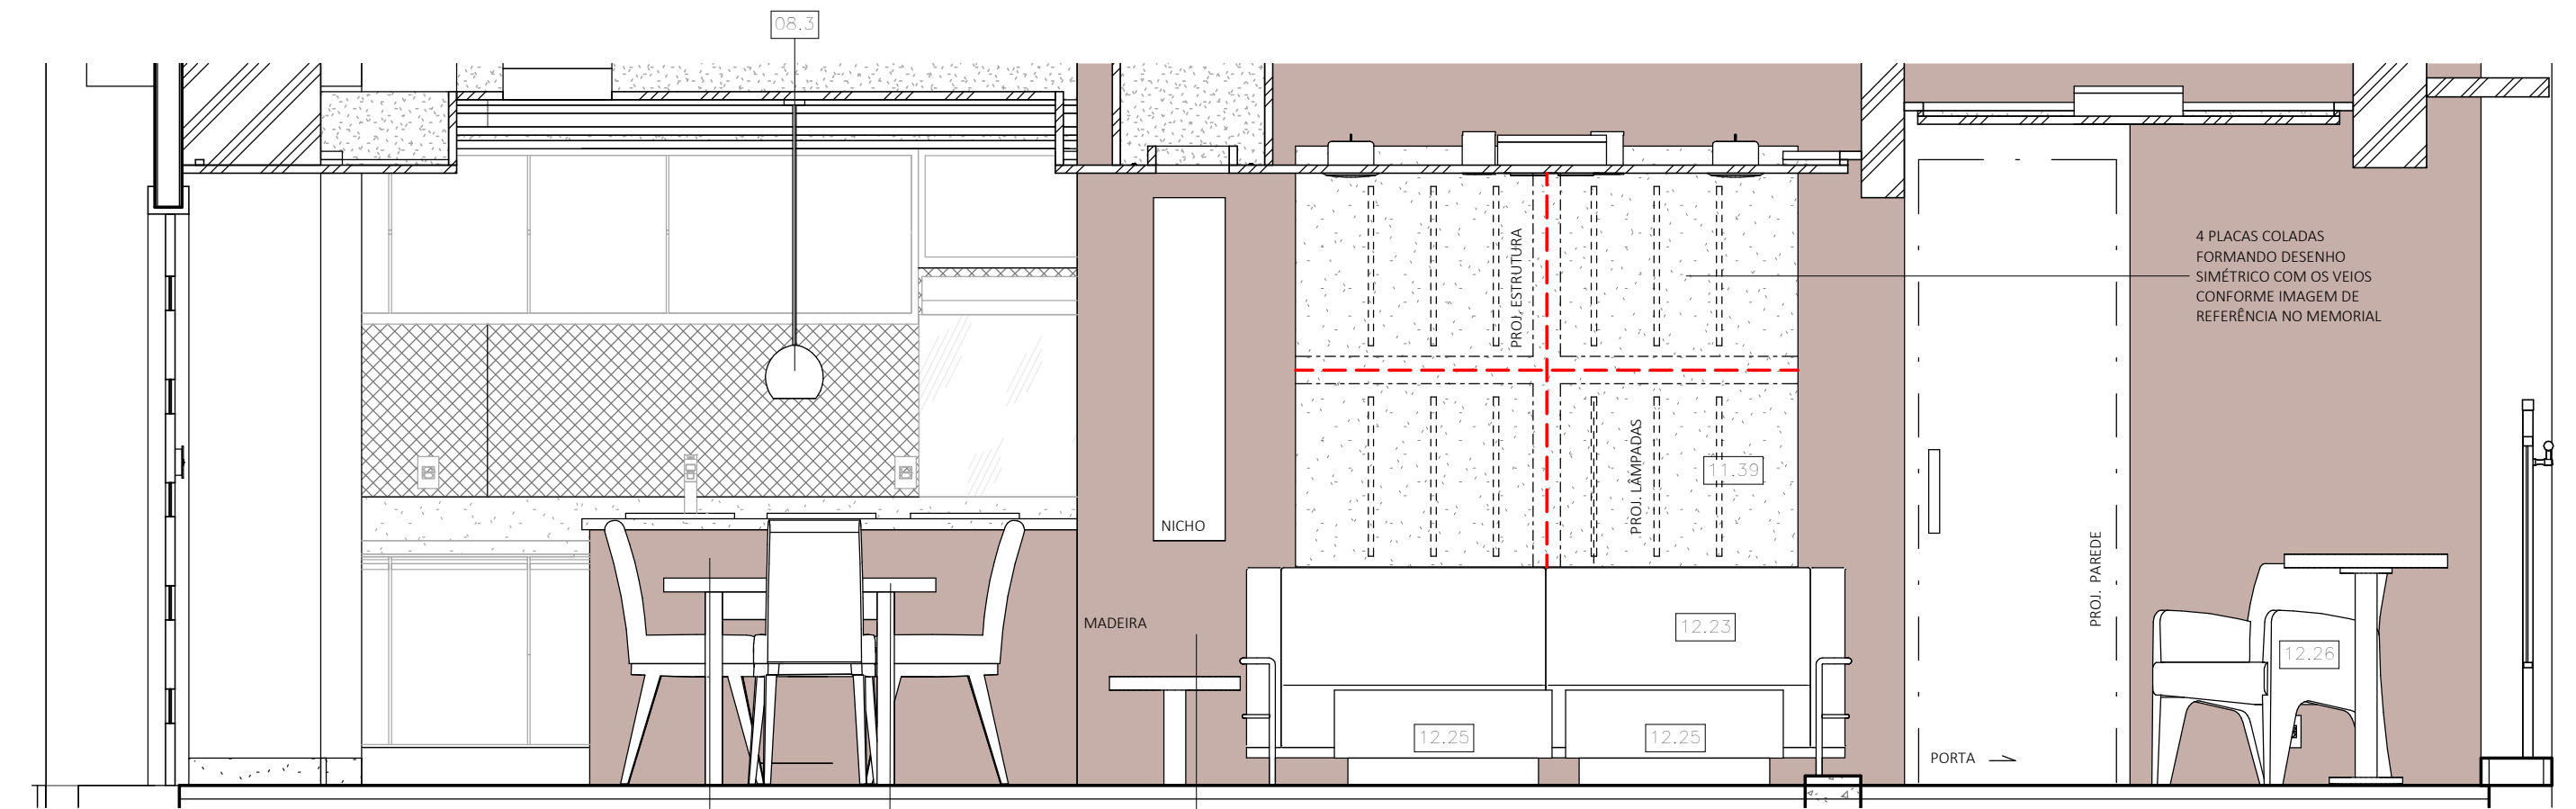 08.3
4 PLACAS COLADAS
FORMANDO DESENHO
SIMÉTRICO COM OS VEIOS
CONFORME IMAGEM DE
REFERÊNCIA NO MEMORIAL
PROJ. ESTRUTURA
PROJ. LÂMPADAS
11.39
NICHO
PROJ. PAREDE
MADEIRA
12.23
12.26
12.25
12.25
PORTA